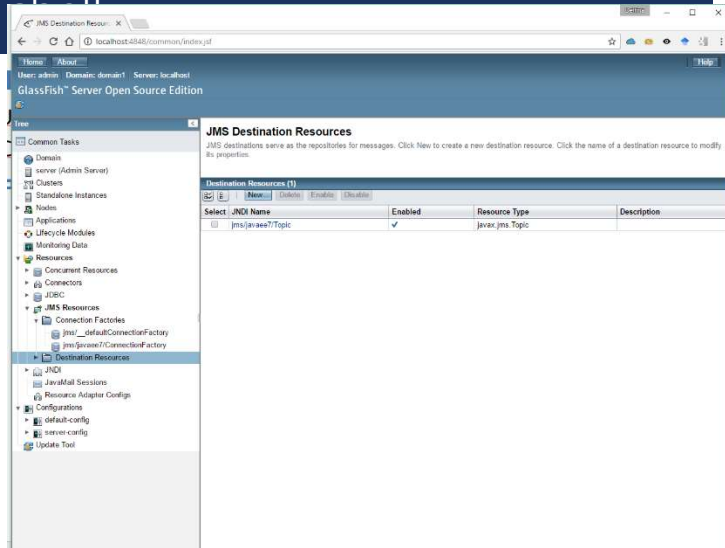 JMS Destination Resourc
localhost:4848/common/index.jsf
Home About...
Help
User: admin Domain: domain1 Server: localhost
GlassFish™ Server Open Source Edition
Tree
Common Tasks
Domain
server (Admin Server)
Clusters
Standalone Instances
Nodes
Applications
Lifecycle Modules
Monitoring Data
Resources
Concurrent Resources
Connectors
JDBC
JMS Resources
Connection Factories
jms/__defaultConnectionFactory
jms/javaee7/ConnectionFactory
Destination Resources
JNDI
JavaMail Sessions
Resource Adapter Configs
Configurations
default-config
server-config
Update Tool
JMS Destination Resources
JMS destinations serve as the repositories for messages. Click New to create a new destination resource. Click the name of a destination resource to modify
its properties.
Destination Resources (1)
New... Delete Enable Disable
Select JNDI Name Enabled Resource Type Description
jms/javaee7/Topic javax.jms.Topic